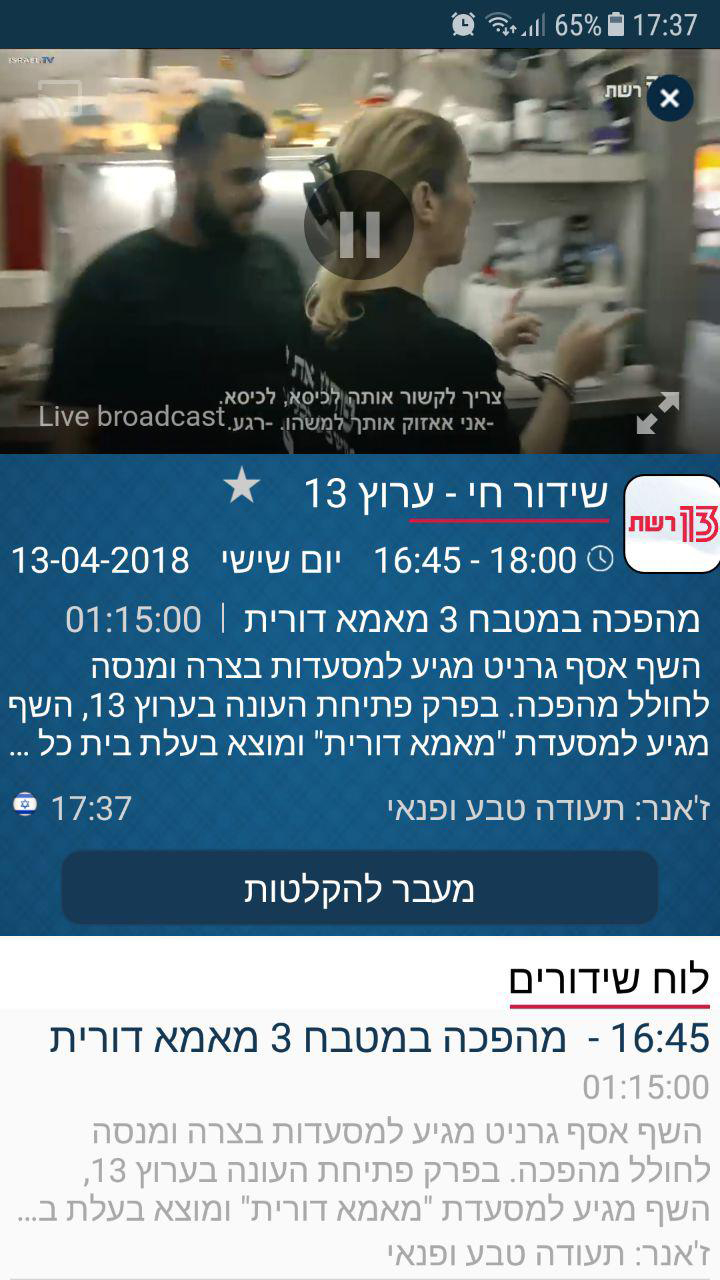 65% 17:37
ISRAEL.TV
רשת
צריך לקשור אותה לכיסא, לכיסא.
-אני אאזוק אותך למשהו. -רגע.
Live broadcast
שידור חי - ערוץ 13
רשת 13
16:45 - 18:00 יום שישי 13-04-2018
מהפכה במטבח 3 מאמא דורית | 01:15:00
השף אסף גרניט מגיע למסעדות בצרה ומנסה
לחולל מהפכה. בפרק פתיחת העונה בערוץ 13, השף
מגיע למסעדת "מאמא דורית" ומוצא בעלת בית כל ...
ז'אנר: תעודה טבע ופנאי 17:37
מעבר להקלטות
לוח שידורים
16:45 - מהפכה במטבח 3 מאמא דורית
01:15:00
השף אסף גרניט מגיע למסעדות בצרה ומנסה
לחולל מהפכה. בפרק פתיחת העונה בערוץ 13,
השף מגיע למסעדת "מאמא דורית" ומוצא בעלת ב...
ז'אנר: תעודה טבע ופנאי